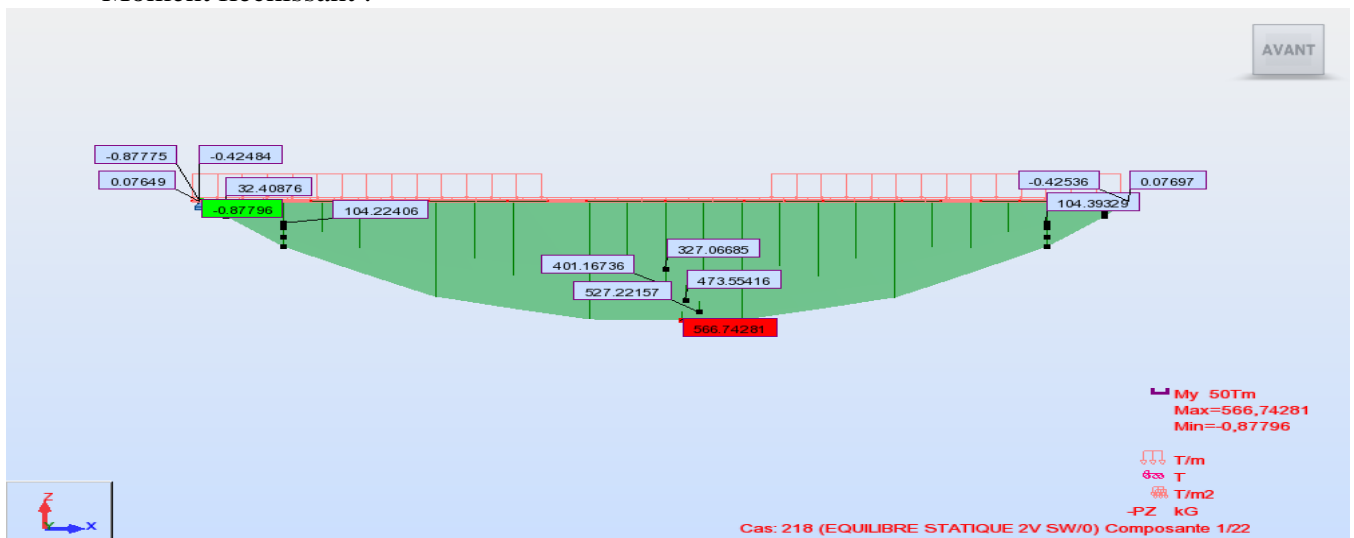 Moment fléchissant :
AVANT
-0.87775
-0.42484
0.07649
32.40876
-0.87796
104.22406
-0.42536
0.07697
104.39329
327.06685
401.16736
473.55416
527.22157
566.74281
My 50Tm
Max=566,74281
Min=-0,87796
T/m
T
T/m2
-PZ kG
Cas: 218 (EQUILIBRE STATIQUE 2V SW/0) Composante 1/22
Z
X